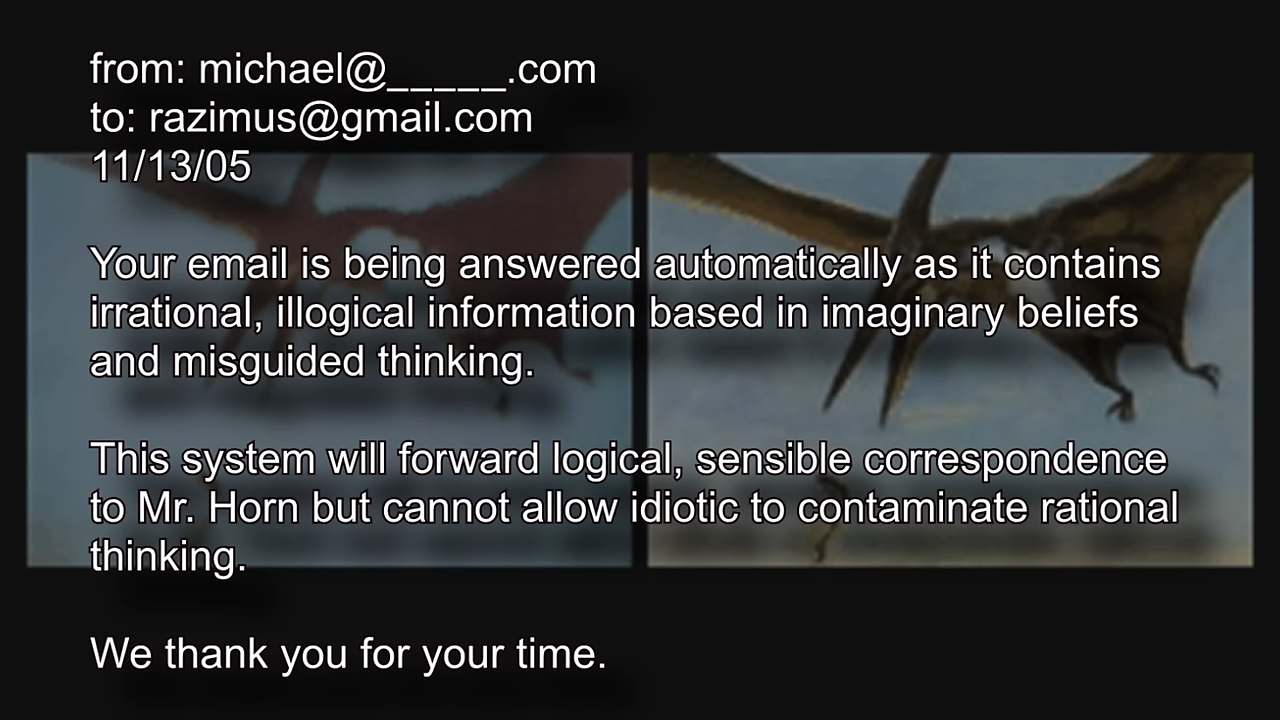 from: michael@_____.com
to: razimus@gmail.com
11/13/05
Your email is being answered automatically as it contains
irrational, illogical information based in imaginary beliefs
and misguided thinking.
This system will forward logical, sensible correspondence
to Mr. Horn but cannot allow idiotic to contaminate rational
thinking.
We thank you for your time.